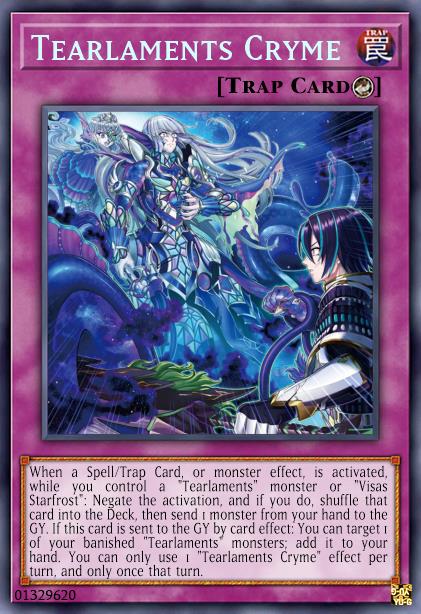 Tearlaments Cryme
TRAP
罠
[Trap Card]
When a Spell/Trap Card, or monster effect, is activated,
while you control a "Tearlaments" monster or "Visas
Starfrost": Negate the activation, and if you do, shuffle that
card into the Deck, then send 1 monster from your hand to the
GY. If this card is sent to the GY by card effect: You can target 1
of your banished "Tearlaments" monsters; add it to your
hand. You can only use 1 "Tearlaments Cryme" effect per
turn, and only once that turn.
01329620